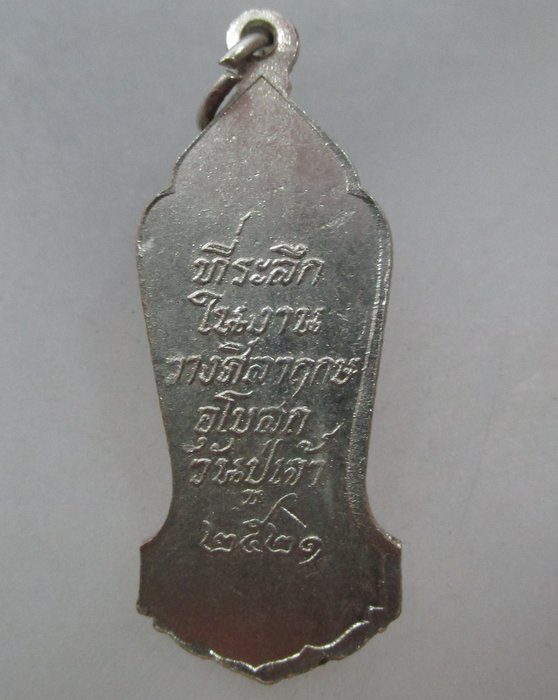 ที่ระลึก
ในงาน
วางศิลาฤกษ
อุโบสถ
วันปู่เจ้า
๒๕๒๑